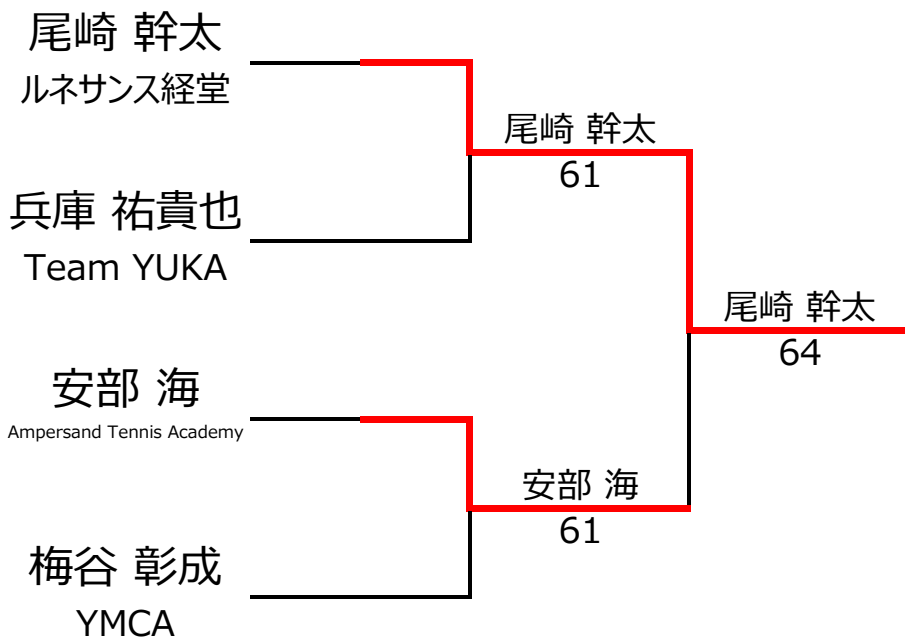 尾崎 幹太
ルネサンス経堂
尾崎 幹太
61
兵庫 祐貴也
Team YUKA
尾崎 幹太
64
安部 海
Ampersand Tennis Academy
安部 海
61
梅谷 彰成
YMCA